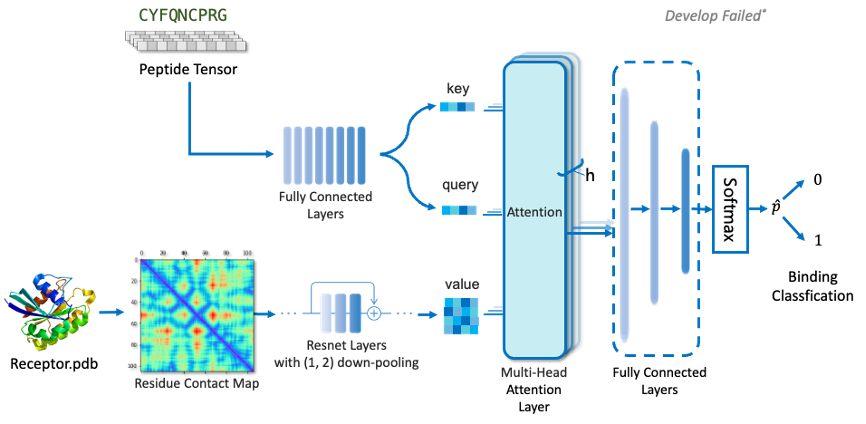 CYFQNCPRG
Develop Failed*
Peptide Tensor
key
Fully Connected
Layers
query
h
Attention
Softmax
p̂
0
1
Binding
Classfication
value
0 20 40 60 80 100
0
20
40
60
80
100
Receptor.pdb
Residue Contact Map
Resnet Layers
with (1, 2) down-pooling
Multi-Head
Attention
Layer
Fully Connected
Layers